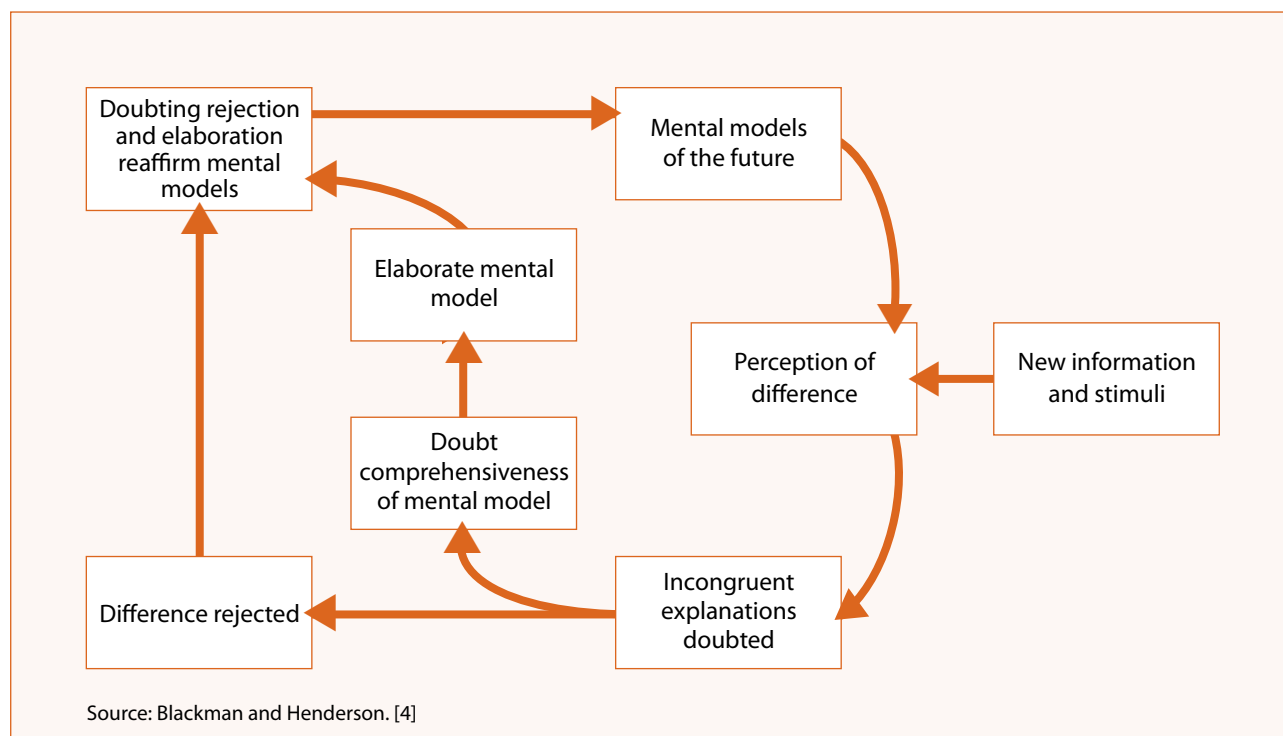 Doubting rejection
and elaboration
reaffirm mental
models
Mental models
of the future
Elaborate mental
model
Perception of
difference
New information
and stimuli
Doubt
comprehensiveness
of mental model
Difference rejected
Incongruent
explanations
doubted
Source: Blackman and Henderson. [4]